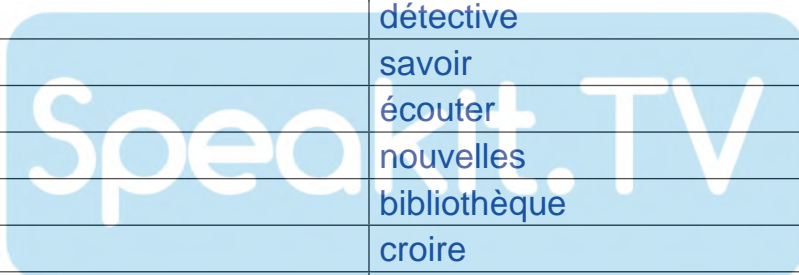 détective
savoir
écouter
nouvelles
bibliothèque
croire
Speakit.TV